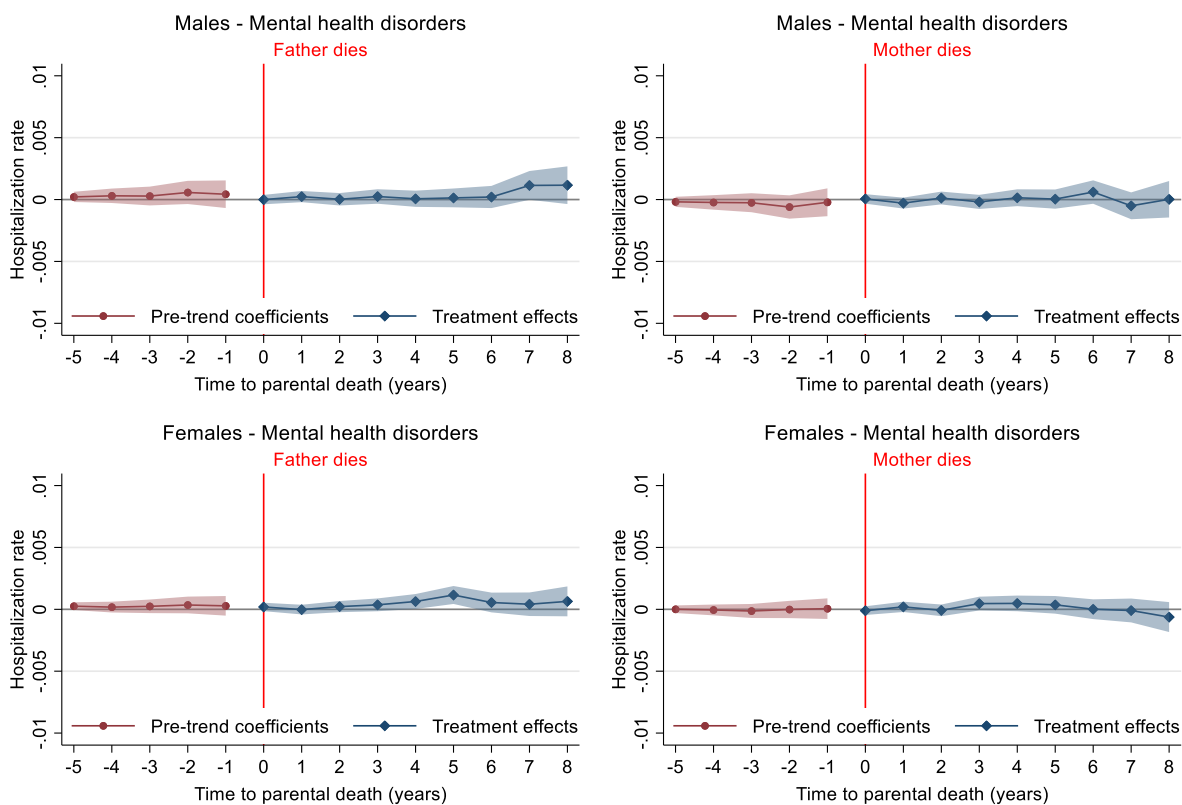 Males - Mental health disorders
Father dies
Hospitalization rate
.01
.005
0
-.005
-.01
Pre-trend coefficients
Treatment effects
-5 -4 -3 -2 -1 0 1 2 3 4 5 6 7 8
Time to parental death (years)
Males - Mental health disorders
Mother dies
Hospitalization rate
.01
.005
0
-.005
-.01
Pre-trend coefficients
Treatment effects
-5 -4 -3 -2 -1 0 1 2 3 4 5 6 7 8
Time to parental death (years)
Females - Mental health disorders
Father dies
Hospitalization rate
.01
.005
0
-.005
-.01
Pre-trend coefficients
Treatment effects
-5 -4 -3 -2 -1 0 1 2 3 4 5 6 7 8
Time to parental death (years)
Females - Mental health disorders
Mother dies
Hospitalization rate
.01
.005
0
-.005
-.01
Pre-trend coefficients
Treatment effects
-5 -4 -3 -2 -1 0 1 2 3 4 5 6 7 8
Time to parental death (years)